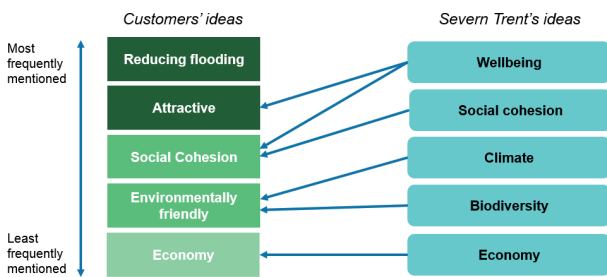 Customers' ideas
Severn Trent's ideas
Most
frequently
mentioned
Reducing flooding
Wellbeing
Attractive
Social cohesion
Social Cohesion
Climate
Environmentally
friendly
Biodiversity
Least
frequently
mentioned
Economy
Economy